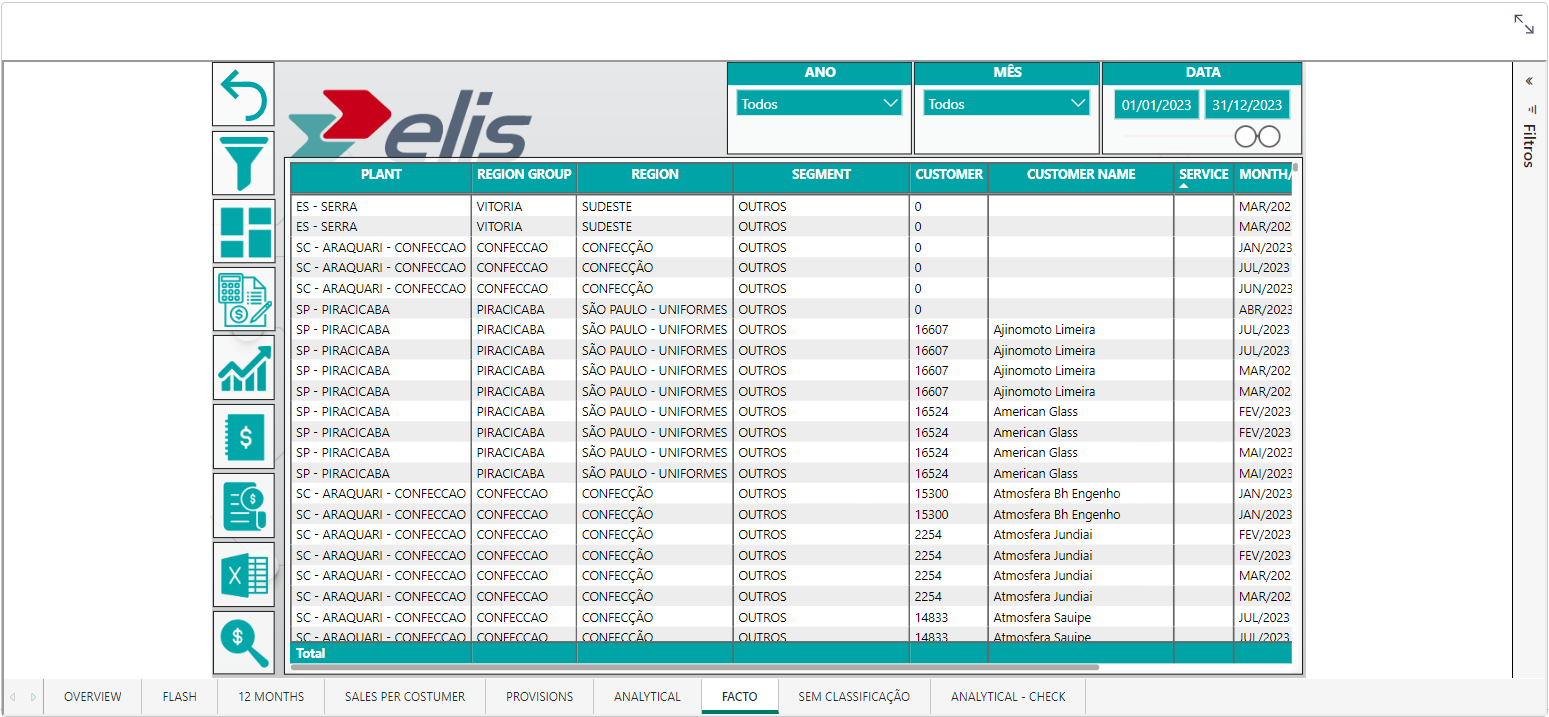 ANO MÊS DATA
Todos Todos 01/01/2023 31/12/2023
elis
« Filtros
PLANT REGION GROUP REGION SEGMENT CUSTOMER CUSTOMER NAME SERVICE MONTH/
ES - SERRA VITORIA SUDESTE OUTROS 0 MAR/202
ES - SERRA VITORIA SUDESTE OUTROS 0 MAR/202
SC - ARAQUARI - CONFECCAO CONFECCAO CONFECÇÃO OUTROS 0 JAN/2023
SC - ARAQUARI - CONFECCAO CONFECCAO CONFECÇÃO OUTROS 0 JUL/2023
SC - ARAQUARI - CONFECCAO CONFECCAO CONFECÇÃO OUTROS 0 JUN/2023
SP - PIRACICABA PIRACICABA SÃO PAULO - UNIFORMES OUTROS 0 ABR/2023
SP - PIRACICABA PIRACICABA SÃO PAULO - UNIFORMES OUTROS 16607 Ajinomoto Limeira JUL/2023
SP - PIRACICABA PIRACICABA SÃO PAULO - UNIFORMES OUTROS 16607 Ajinomoto Limeira JUL/2023
SP - PIRACICABA PIRACICABA SÃO PAULO - UNIFORMES OUTROS 16607 Ajinomoto Limeira MAR/202
SP - PIRACICABA PIRACICABA SÃO PAULO - UNIFORMES OUTROS 16607 Ajinomoto Limeira MAR/202
SP - PIRACICABA PIRACICABA SÃO PAULO - UNIFORMES OUTROS 16524 American Glass FEV/2023
SP - PIRACICABA PIRACICABA SÃO PAULO - UNIFORMES OUTROS 16524 American Glass FEV/2023
SP - PIRACICABA PIRACICABA SÃO PAULO - UNIFORMES OUTROS 16524 American Glass MAI/2023
SP - PIRACICABA PIRACICABA SÃO PAULO - UNIFORMES OUTROS 16524 American Glass MAI/2023
SC - ARAQUARI - CONFECCAO CONFECCAO CONFECÇÃO OUTROS 15300 Atmosfera Bh Engenho JAN/2023
SC - ARAQUARI - CONFECCAO CONFECCAO CONFECÇÃO OUTROS 15300 Atmosfera Bh Engenho JAN/2023
SC - ARAQUARI - CONFECCAO CONFECCAO CONFECÇÃO OUTROS 2254 Atmosfera Jundiai FEV/2023
SC - ARAQUARI - CONFECCAO CONFECCAO CONFECÇÃO OUTROS 2254 Atmosfera Jundiai FEV/2023
SC - ARAQUARI - CONFECCAO CONFECCAO CONFECÇÃO OUTROS 2254 Atmosfera Jundiai MAR/202
SC - ARAQUARI - CONFECCAO CONFECCAO CONFECÇÃO OUTROS 2254 Atmosfera Jundiai MAR/202
SC - ARAQUARI - CONFECCAO CONFECCAO CONFECÇÃO OUTROS 14833 Atmosfera Sauipe JUL/2023
SC - ARAQUARI - CONFECCAO CONFECCAO CONFECÇÃO OUTROS 14833 Atmosfera Sauipe JUL/2023
Total
OVERVIEW FLASH 12 MONTHS SALES PER COSTUMER PROVISIONS ANALYTICAL FACTO SEM CLASSIFICAÇÃO ANALYTICAL - CHECK